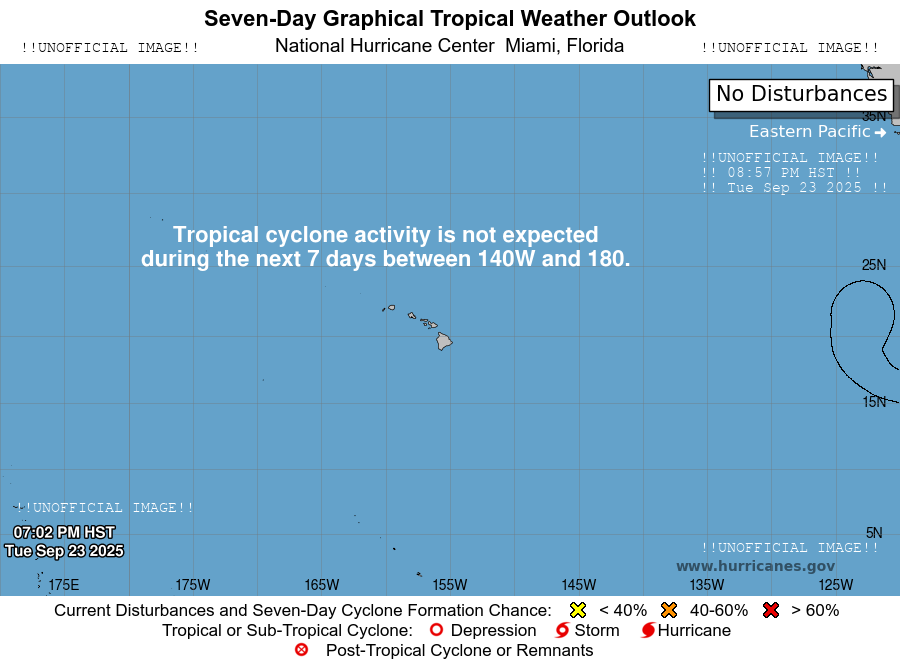 Seven-Day Graphical Tropical Weather Outlook
!!UNOFFICIAL IMAGE!! National Hurricane Center Miami, Florida !!UNOFFICIAL IMAGE!!
No Disturbances
35N
Eastern Pacific
!!UNOFFICIAL IMAGE!!
!! 08:57 PM HST !!
!! Tue Sep 23 2025 !!
Tropical cyclone activity is not expected
during the next 7 days between 140W and 180.
25N
15N
!!UNOFFICIAL IMAGE!!
07:02 PM HST
5N
!!UNOFFICIAL IMAGE!!
Tue Sep 23 2025
www.hurricanes.gov
175E 175W 165W 155W 145W 135W 125W
Current Disturbances and Seven-Day Cyclone Formation Chance: < 40% 40-60% > 60%
Tropical or Sub-Tropical Cyclone: Depression Storm Hurricane
Post-Tropical Cyclone or Remnants